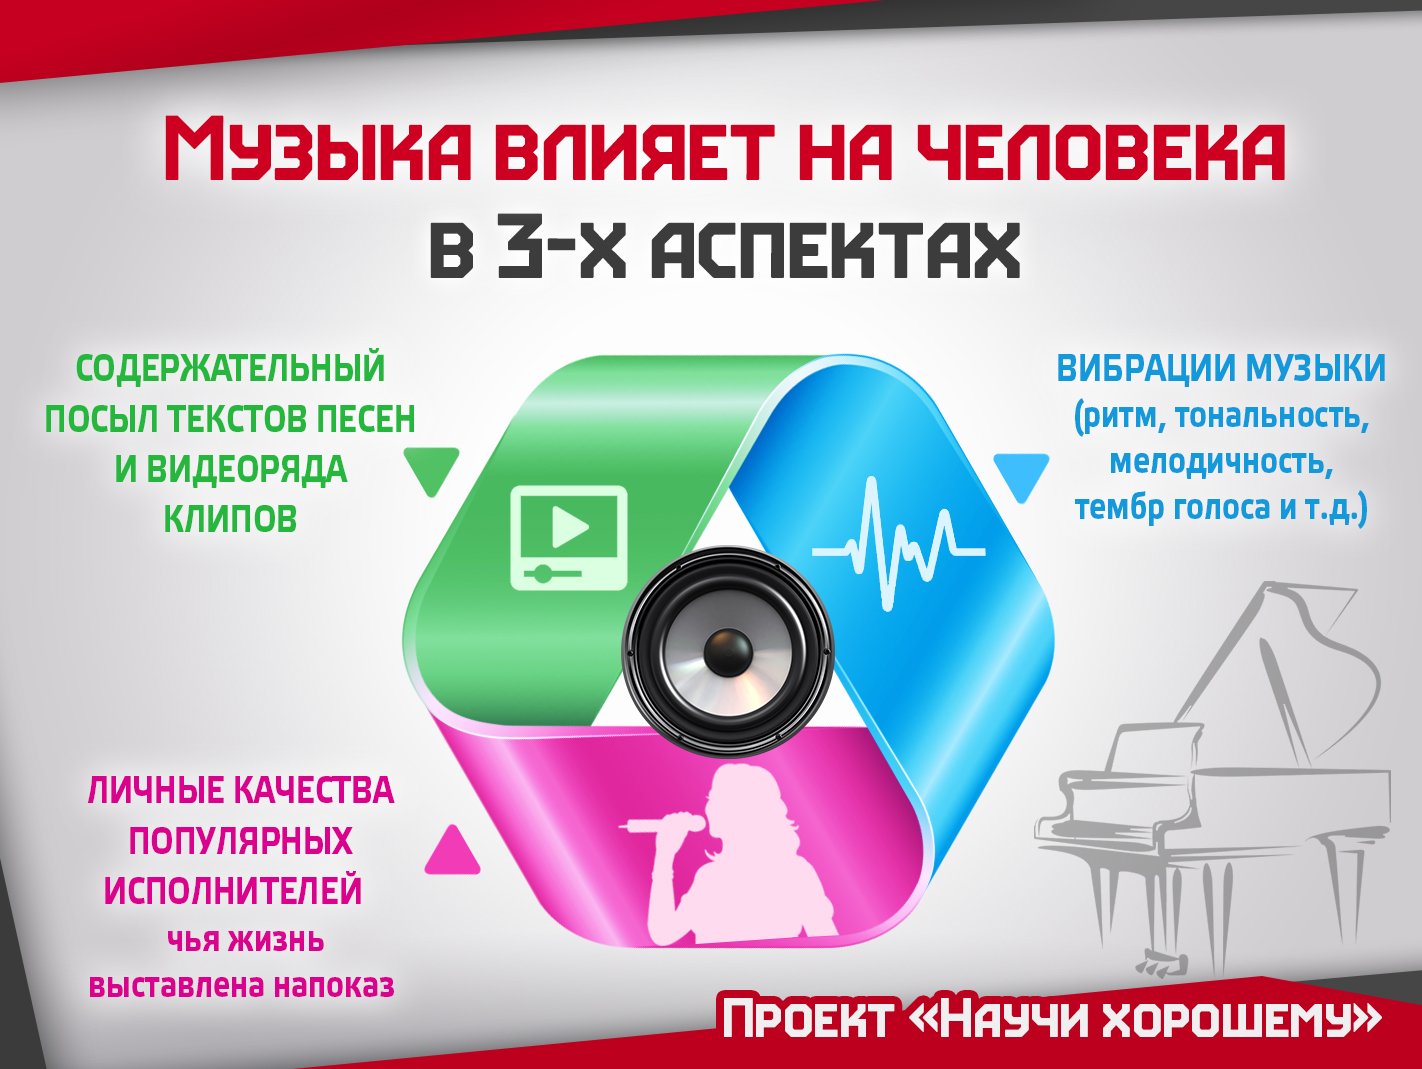 Музыка влияет на человека
в 3-х аспектах
СОДЕРЖАТЕЛЬНЫЙ
ПОСЫЛ ТЕКСТОВ ПЕСЕН
И ВИДЕОРЯДА
КЛИПОВ
ВИБРАЦИИ МУЗЫКИ
(ритм, тональность,
мелодичность,
тембр голоса и т.д.)
ЛИЧНЫЕ КАЧЕСТВА
ПОПУЛЯРНЫХ
ИСПОЛНИТЕЛЕЙ
чья жизнь
выставлена напоказ
Проект «Научи хорошему»